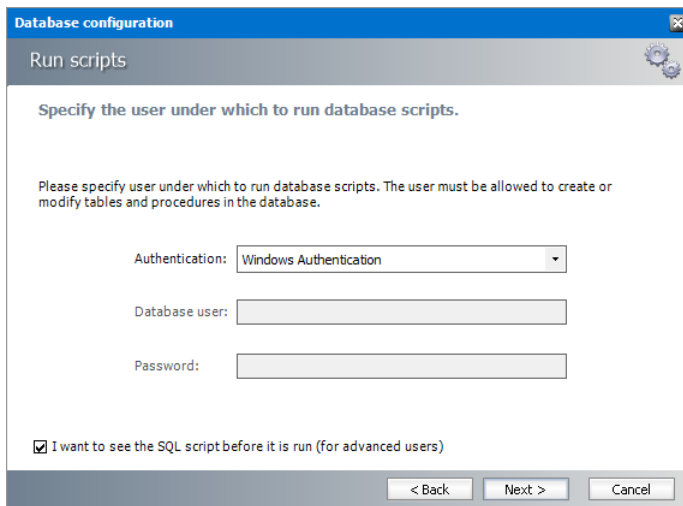 Database configuration
Run scripts
Specify the user under which to run database scripts.
Please specify user under which to run database scripts. The user must be allowed to create or
modify tables and procedures in the database.
Authentication: Windows Authentication
Database user:
Password:
I want to see the SQL script before it is run (for advanced users)
< Back Next > Cancel